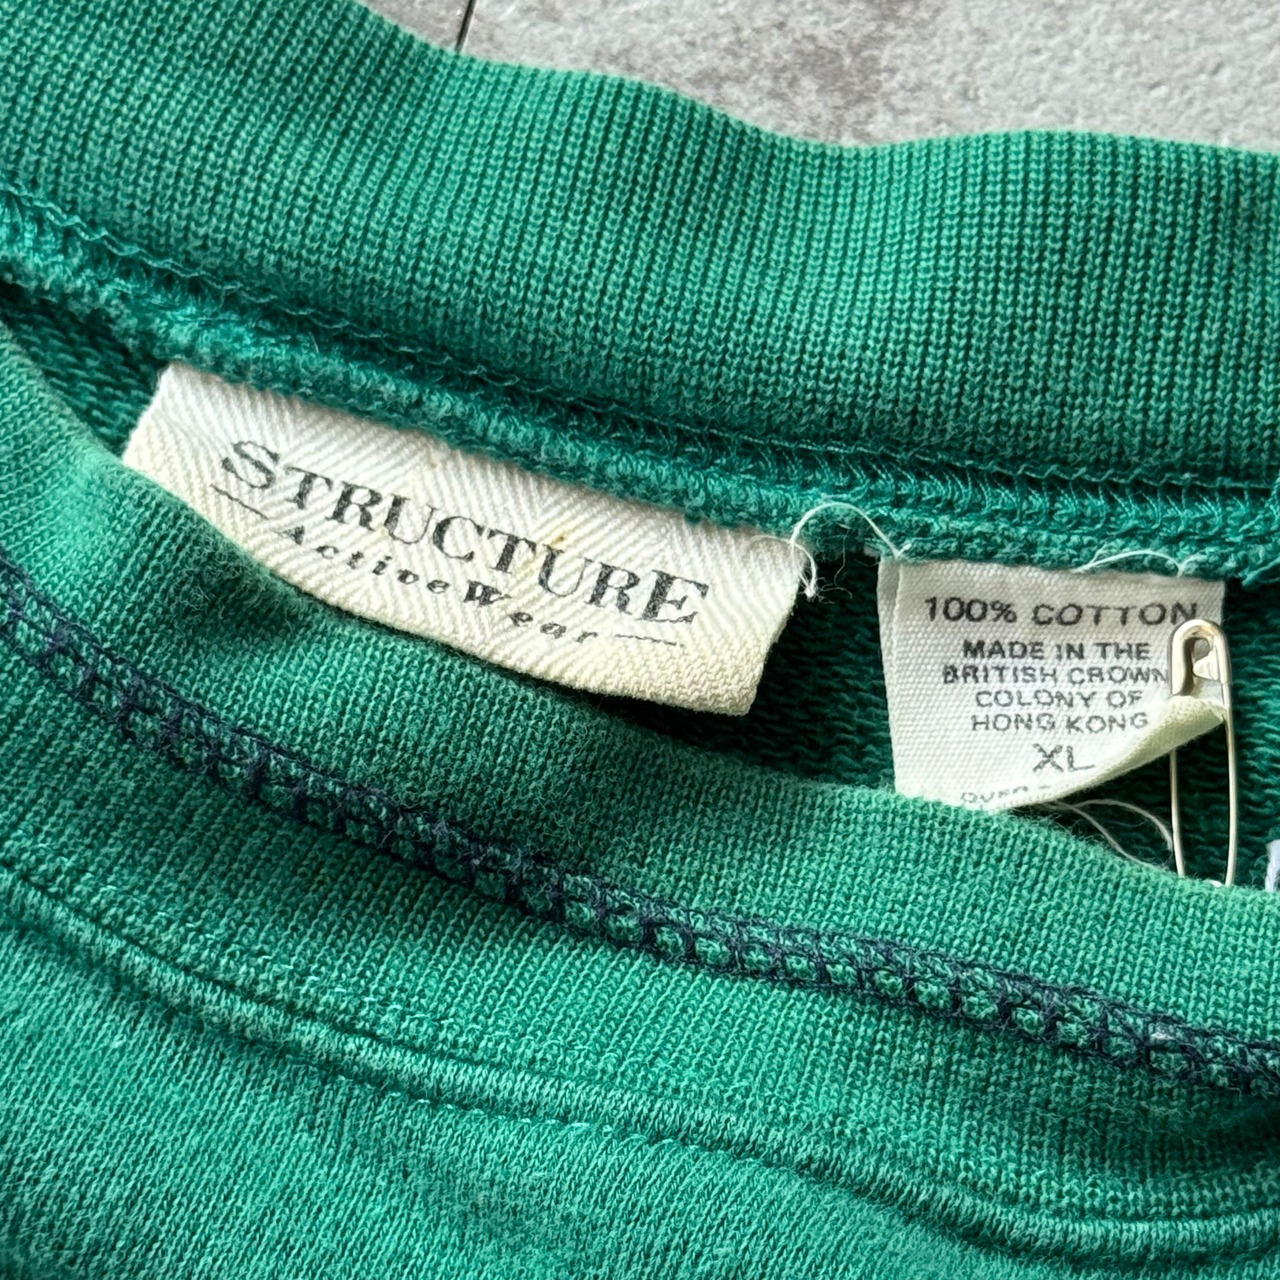 STRUCTURE
ActiveWear
100% COTTON
MADE IN THE
BRITISH CROWN
COLONY OF
HONG KONG
XL